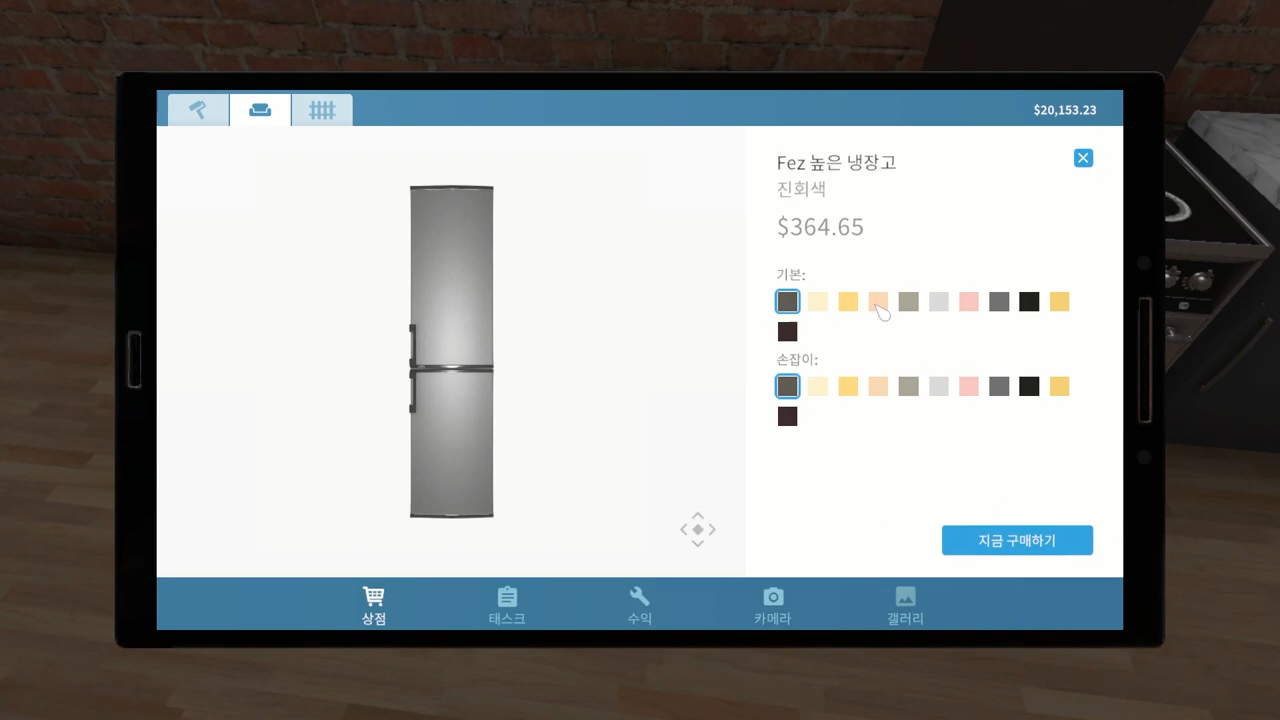 $20,153.23
Fez 높은 냉장고
진회색
$364.65
기본:
손잡이:
지금 구매하기
상점
태스크
수익
카메라
갤러리